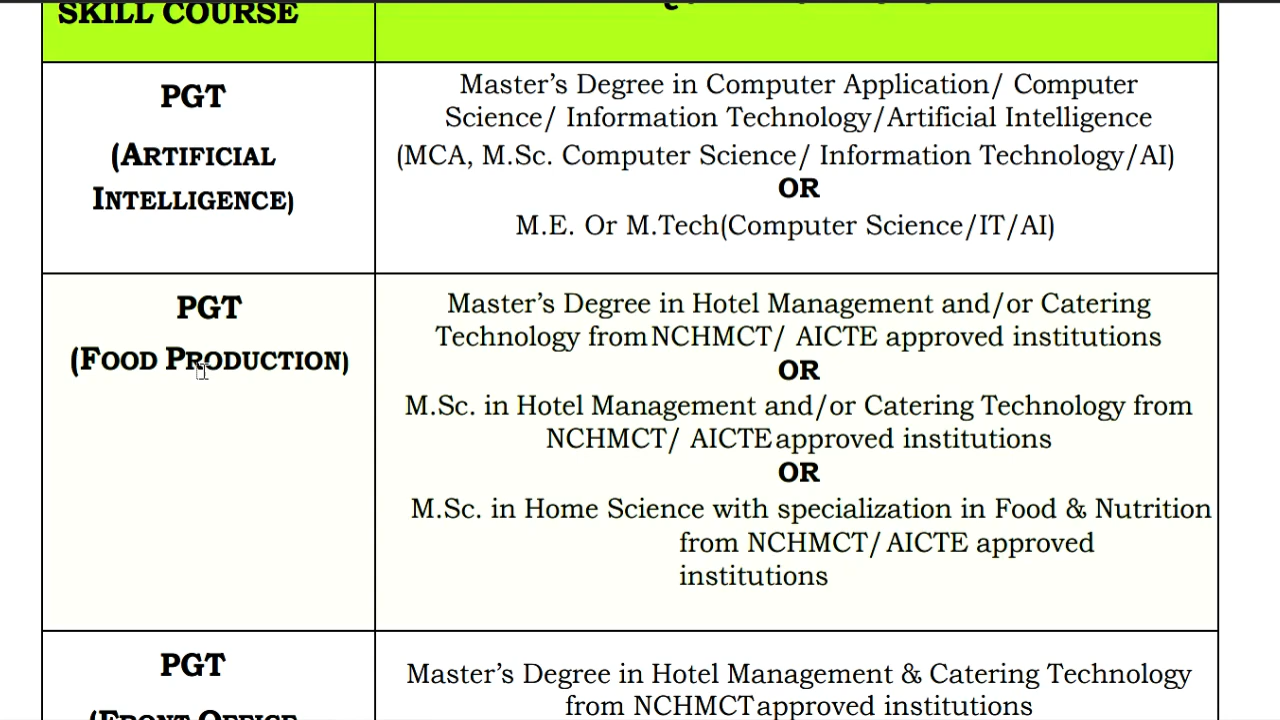 SKILL COURSE
PGT
(ARTIFICIAL
INTELLIGENCE)
Master’s Degree in Computer Application/ Computer
Science/ Information Technology/Artificial Intelligence
(MCA, M.Sc. Computer Science/ Information Technology/AI)
OR
M.E. Or M.Tech(Computer Science/IT/AI)
PGT
(FOOD PRODUCTION)
Master’s Degree in Hotel Management and/or Catering
Technology from NCHMCT/ AICTE approved institutions
OR
M.Sc. in Hotel Management and/or Catering Technology from
NCHMCT/ AICTE approved institutions
OR
M.Sc. in Home Science with specialization in Food & Nutrition
from NCHMCT/ AICTE approved
institutions
PGT
(FRONT OFFICE
Master’s Degree in Hotel Management & Catering Technology
from NCHMCT approved institutions